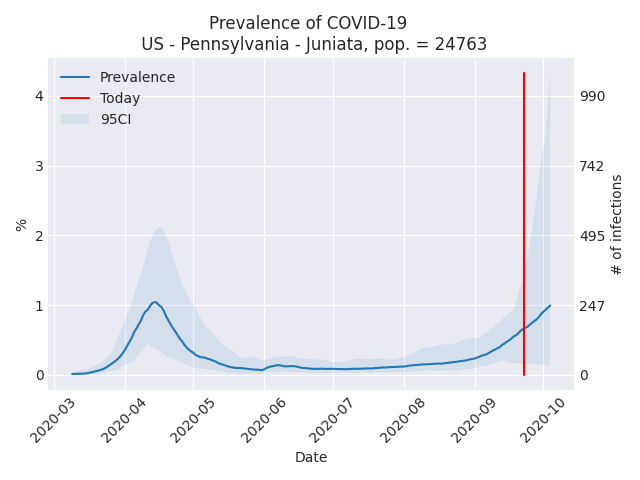 Prevalence of COVID-19
US - Pennsylvania - Juniata, pop. = 24763
Prevalence
Today
95CI
4
3
2
1
0
%
990
742
495
247
0
# of infections
2020-03
2020-04
2020-05
2020-06
2020-07
2020-08
2020-09
2020-10
Date